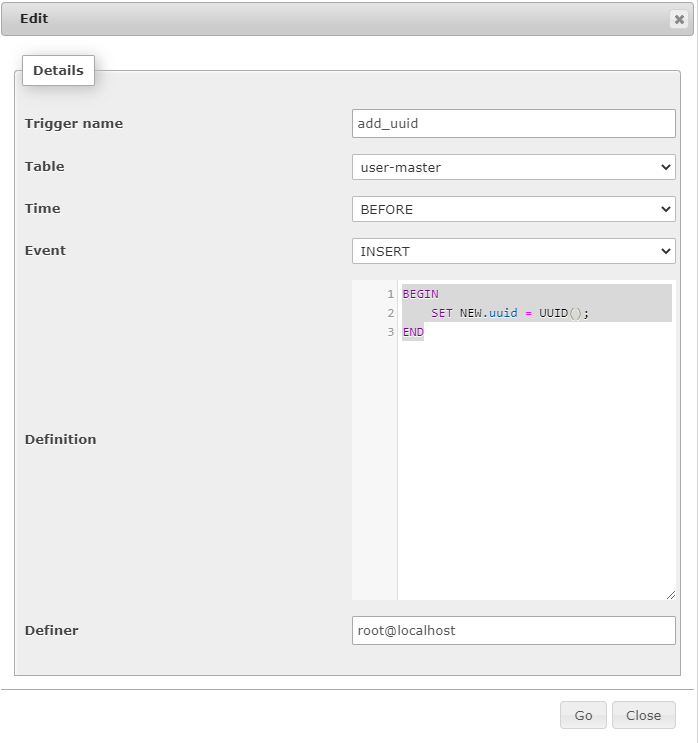 Edit
Details
Trigger name
add_uuid
Table
user-master
Time
BEFORE
Event
INSERT
Definition
1 BEGIN
2 SET NEW.uuid = UUID();
3 END
Definer
root@localhost
Go
Close